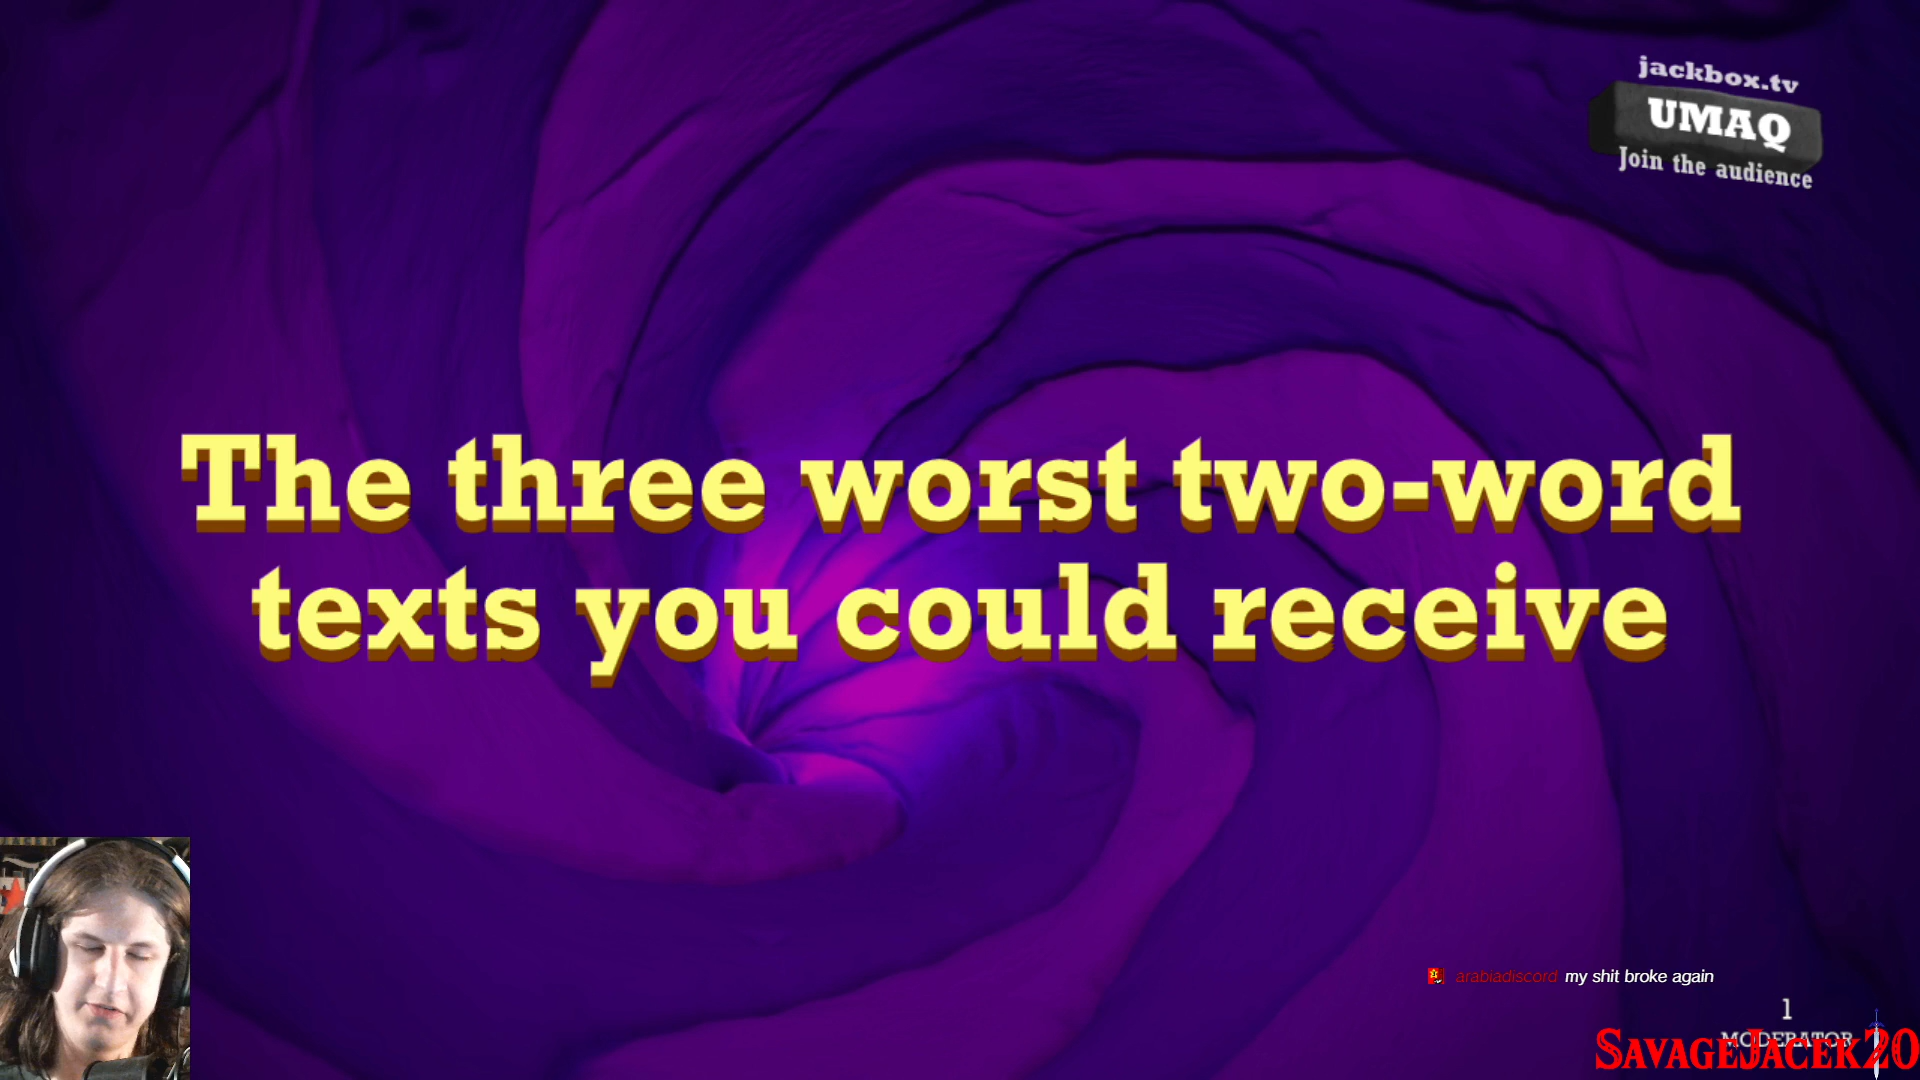 jackbox.tv
UMAQ
Join the audience
The three worst two-word
texts you could receive
arabiadiscord my shit broke again
1
MODERATOR
SavageJacek20